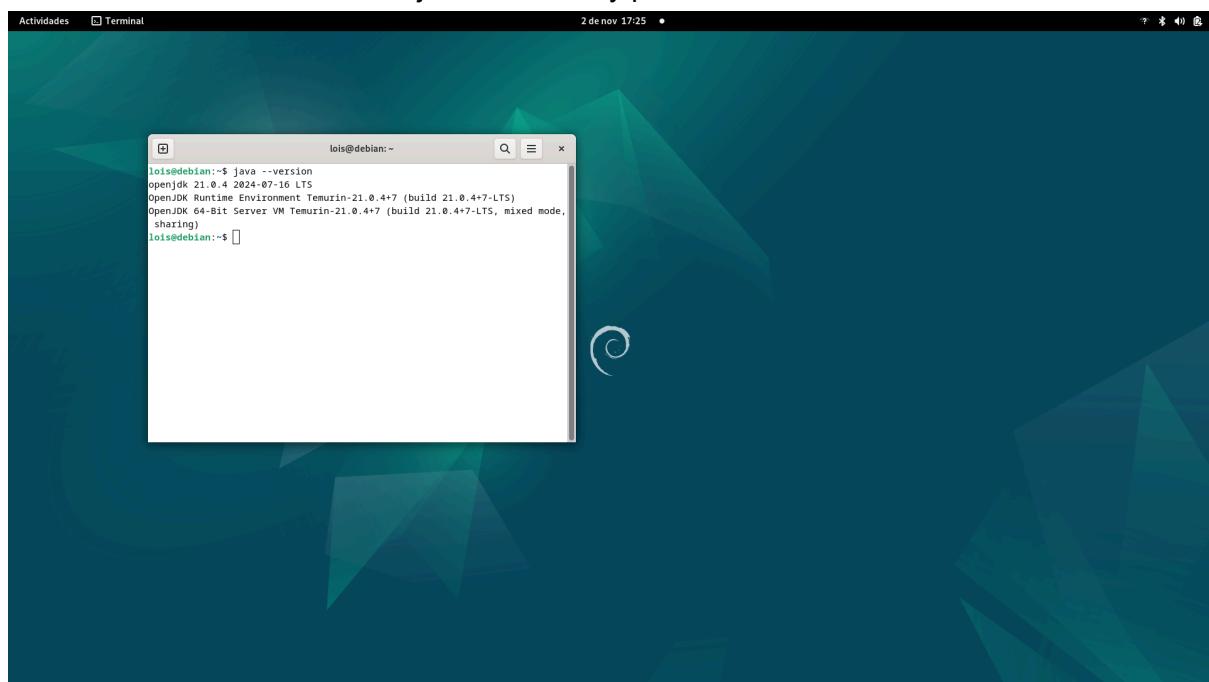 Actividades Terminal 2 de nov 17:25
lois@debian: ~
lois@debian:~$ java --version
openjdk 21.0.4 2024-07-16 LTS
OpenJDK Runtime Environment Temurin-21.0.4+7 (build 21.0.4+7-LTS)
OpenJDK 64-Bit Server VM Temurin-21.0.4+7 (build 21.0.4+7-LTS, mixed mode,
sharing)
lois@debian:~$